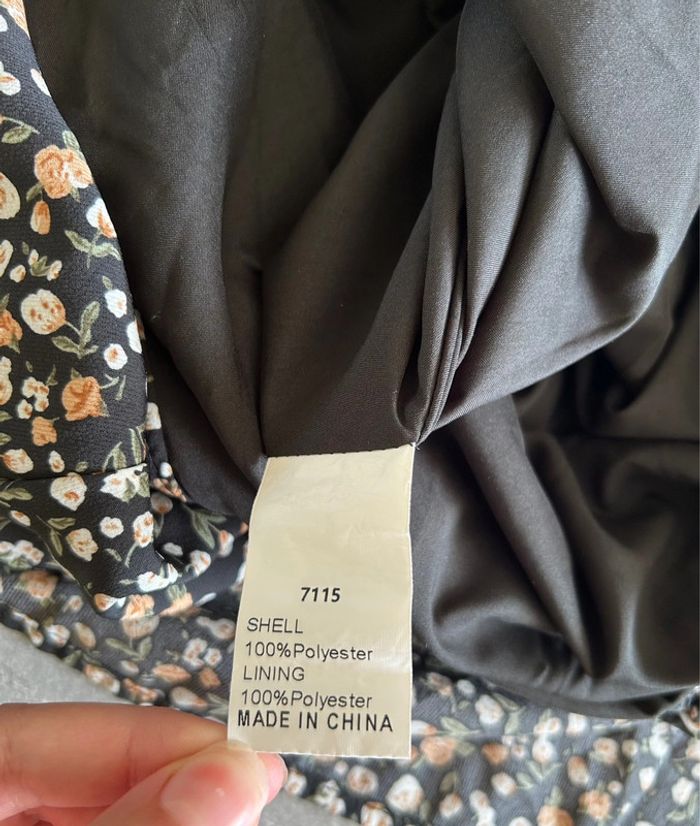 7115
SHELL
100%Polyester
LINING
100%Polyester
MADE IN CHINA